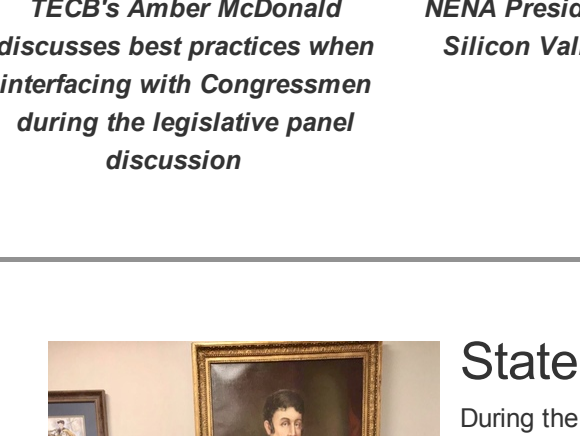 TECB's Amber McDonald
discusses best practices when
interfacing with Congressmen
during the legislative panel
discussion
NENA Presid
Silicon Val
State
During the